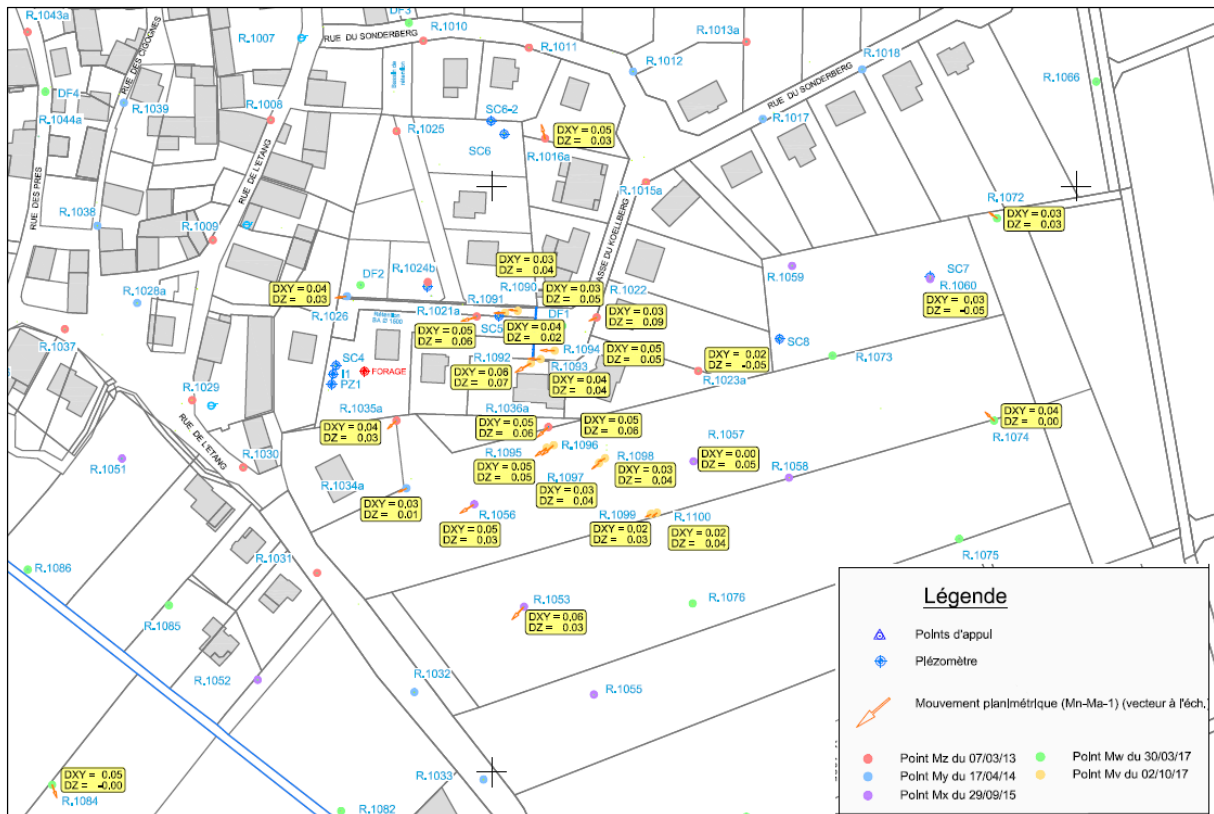 R.1043a
RUE DES CIGOGNES
R.1007
DF3
R.1010
RUE DU SONDERBERG
R.1011
R.1012
R.1013a
R.1018
R.1066
RUE DU SONDERBERG
DF4
R.1044a
R.1039
R.1008
Bassin de
rétention
R.1025
SC6-2
SC6
R.1016a
DXY = 0.05
DZ = 0.03
R.1017
RUE DES PRES
RUE DE L'ETANG
R.1015a
R.1038
R.1009
R.1072
DXY = 0.03
DZ = 0.03
R.1028a
DXY = 0.04
DZ = 0.03
R.1026
DF2
R.1024b
R.1091
DXY = 0.03
DZ = 0.04
R.1090
DXY = 0.03
DZ = 0.05
ASSE DU KOELLBERG
R.1022
R.1059
SC7
R.1060
DXY = 0.03
DZ = -0.05
R.1021a
SC5
DF1
DXY = 0.03
DZ = 0.09
DXY = 0.05
DZ = 0.06
DXY = 0.04
DZ = 0.02
R.1037
SC8
R.1073
SC4
I1
PZ1
FORAGE
R.1092
R.1094
R.1093
DXY = 0.05
DZ = 0.05
DXY = 0.02
DZ = -0.05
R.1023a
DXY = 0.06
DZ = 0.07
DXY = 0.04
DZ = 0.04
R.1029
R.1035a
R.1036a
DXY = 0.04
DZ = 0.03
DXY = 0.05
DZ = 0.06
DXY = 0.05
DZ = 0.06
DXY = 0.04
DZ = 0.00
R.1074
RUE DE L'ETANG
R.1051
R.1030
R.1095
R.1096
R.1057
DXY = 0.00
DZ = 0.05
R.1058
DXY = 0.05
DZ = 0.05
R.1097
R.1098
DXY = 0.03
DZ = 0.04
R.1034a
DXY = 0.03
DZ = 0.01
DXY = 0.03
DZ = 0.04
R.1056
DXY = 0.05
DZ = 0.03
R.1099
R.1100
DXY = 0.02
DZ = 0.03
DXY = 0.02
DZ = 0.04
R.1075
R.1086
R.1031
R.1085
R.1053
DXY = 0.06
DZ = 0.03
R.1076
R.1052
R.1032
R.1055
R.1033
DXY = 0.05
DZ = -0.00
R.1084
R.1082
Légende
Points d'appui
Piézomètre
Mouvement planimétrique (Mn-Ma-1) (vecteur à l'éch.)
Point Mz du 07/03/13
Point My du 17/04/14
Point Mx du 29/09/15
Point Mw du 30/03/17
Point Mv du 02/10/17